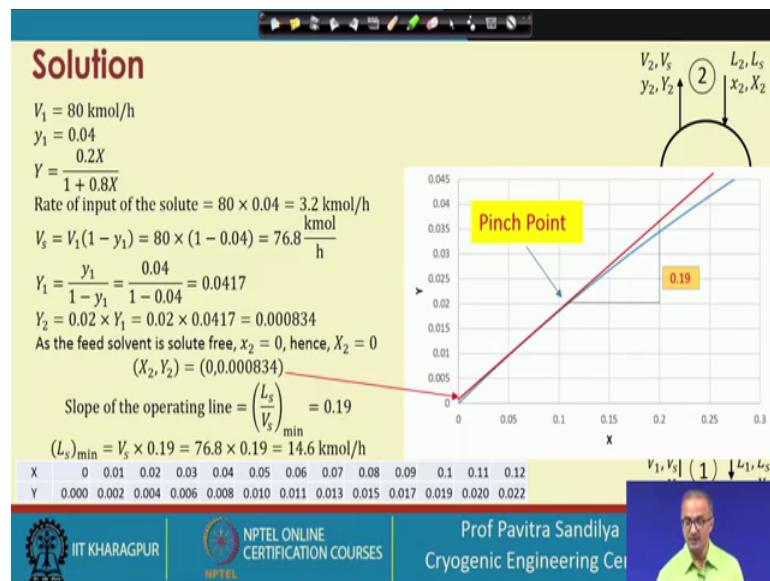 Solution
V₁ = 80 kmol/h
y₁ = 0.04
Y = 0.2X / (1 + 0.8X)
Rate of input of the solute = 80 × 0.04 = 3.2 kmol/h
Vₛ = V₁(1 − y₁) = 80 × (1 − 0.04) = 76.8 kmol/h
Y₁ = y₁ / (1 − y₁) = 0.04 / (1 − 0.04) = 0.0417
Y₂ = 0.02 × Y₁ = 0.02 × 0.0417 = 0.000834
As the feed solvent is solute free, x₂ = 0, hence, X₂ = 0
(X₂, Y₂) = (0,0.000834)
Slope of the operating line = (Lₛ/Vₛ)min = 0.19
(Lₛ)min = Vₛ × 0.19 = 76.8 × 0.19 = 14.6 kmol/h
V₂, Vₛ
y₂, Y₂
2
L₂, Lₛ
x₂, X₂
0.045
0.04
0.035
0.03
0.025
0.02
0.015
0.01
0.005
0
Y
Pinch Point
0.19
0 0.05 0.1 0.15 0.2 0.25 0.3
X
V₁, Vₛ
1
L₁, Lₛ
X 0 0.01 0.02 0.03 0.04 0.05 0.06 0.07 0.08 0.09 0.1 0.11 0.12
Y 0.000 0.002 0.004 0.006 0.008 0.010 0.011 0.013 0.015 0.017 0.019 0.020 0.022
IIT KHARAGPUR
NPTEL
NPTEL ONLINE
CERTIFICATION COURSES
Prof Pavitra Sandilya
Cryogenic Engineering Ce